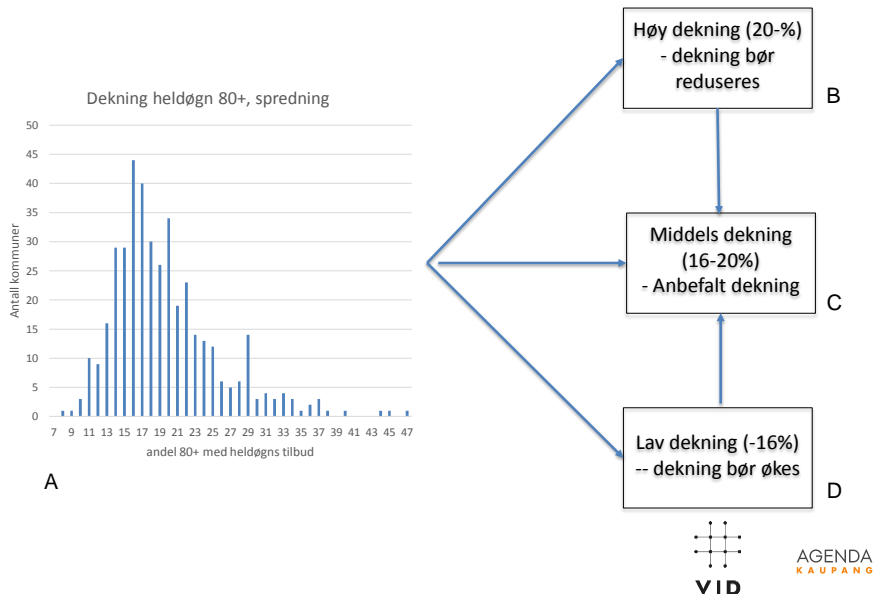 Dekning heldøgn 80+, spredning
50
45
40
35
30
25
20
15
10
5
0
Antall kommuner
7 9 11 13 15 17 19 21 23 25 27 29 31 33 35 37 39 41 43 45 47
andel 80+ med heldøgns tilbud
A
Høy dekning (20-%)
- dekning bør
reduseres
B
Middels dekning
(16-20%)
- Anbefalt dekning
C
Lav dekning (-16%)
-- dekning bør økes
D
VID
AGENDA
KAUPANG